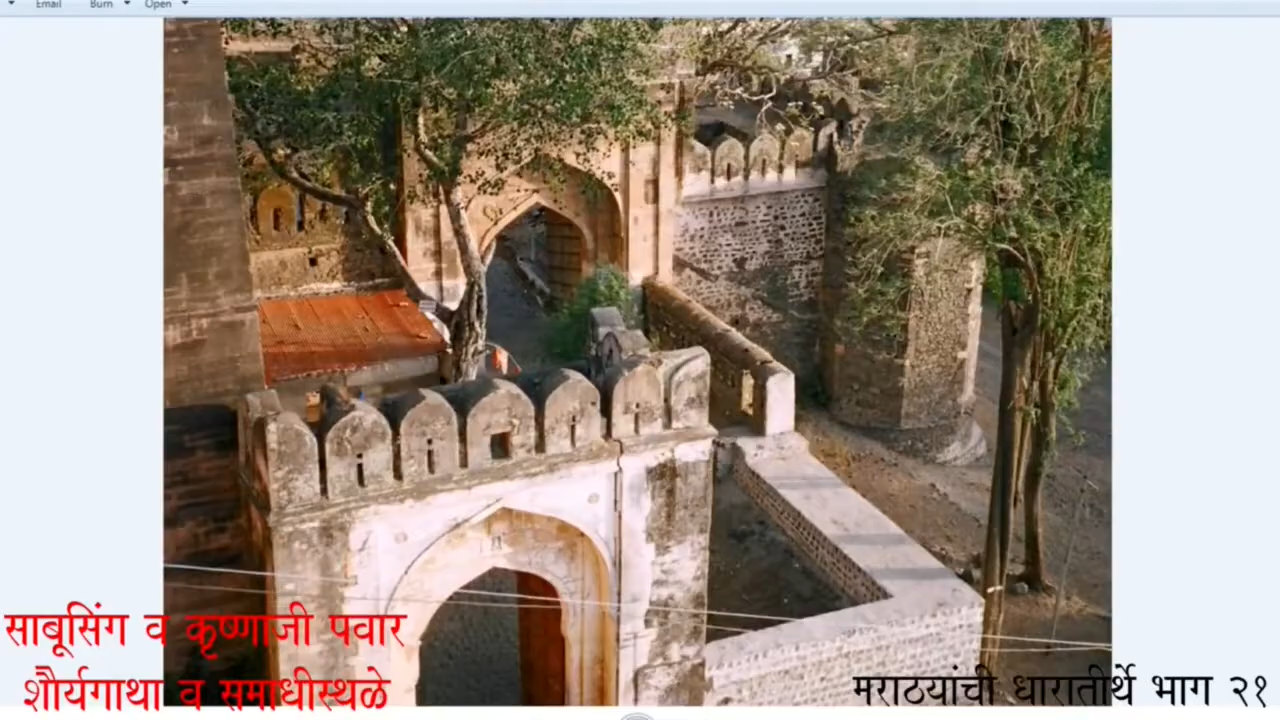 Email Burn Open
साबूसिंग व कृष्णाजी पवार
शौर्यगाथा व समाधीस्थळे
मराठयांची धारातीर्थे भाग २१